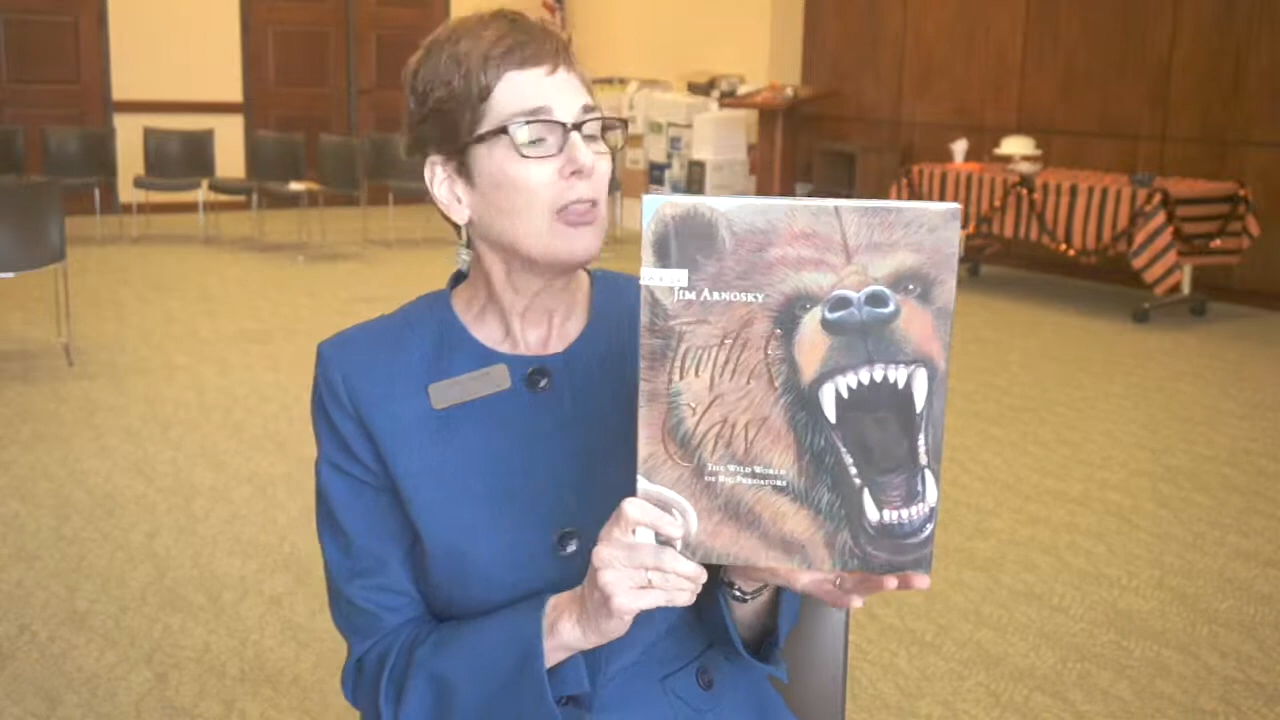 Jim Arnosky
Tooth &
Claw
The Wild World
of Big Predators